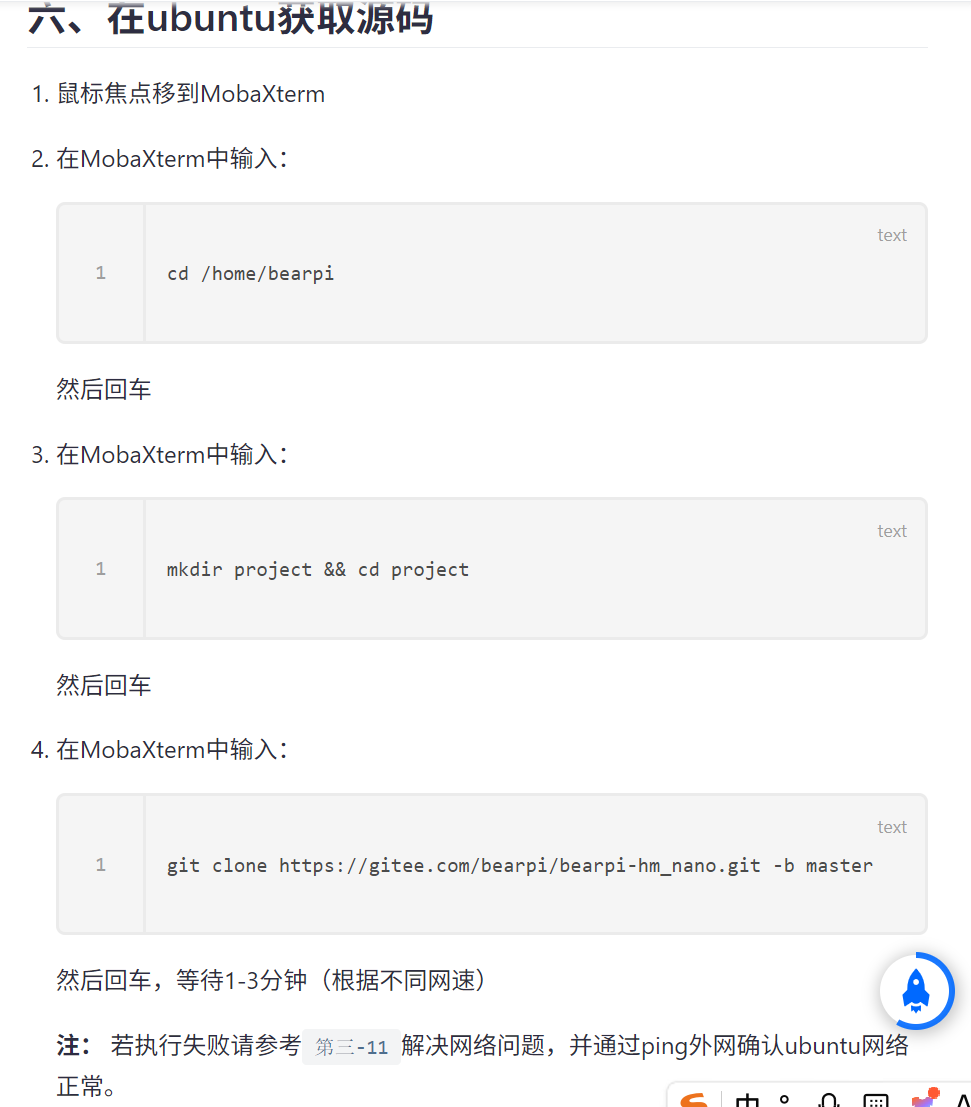 六、在ubuntu获取源码
1. 鼠标焦点移到MobaXterm
2. 在MobaXterm中输入：
text
1 cd /home/bearpi
然后回车
3. 在MobaXterm中输入：
text
1 mkdir project && cd project
然后回车
4. 在MobaXterm中输入：
text
1 git clone https://gitee.com/bearpi/bearpi-hm_nano.git -b master
然后回车，等待1-3分钟（根据不同网速）
注： 若执行失败请参考 第三-11 解决网络问题，并通过ping外网确认ubuntu网络
正常。
中